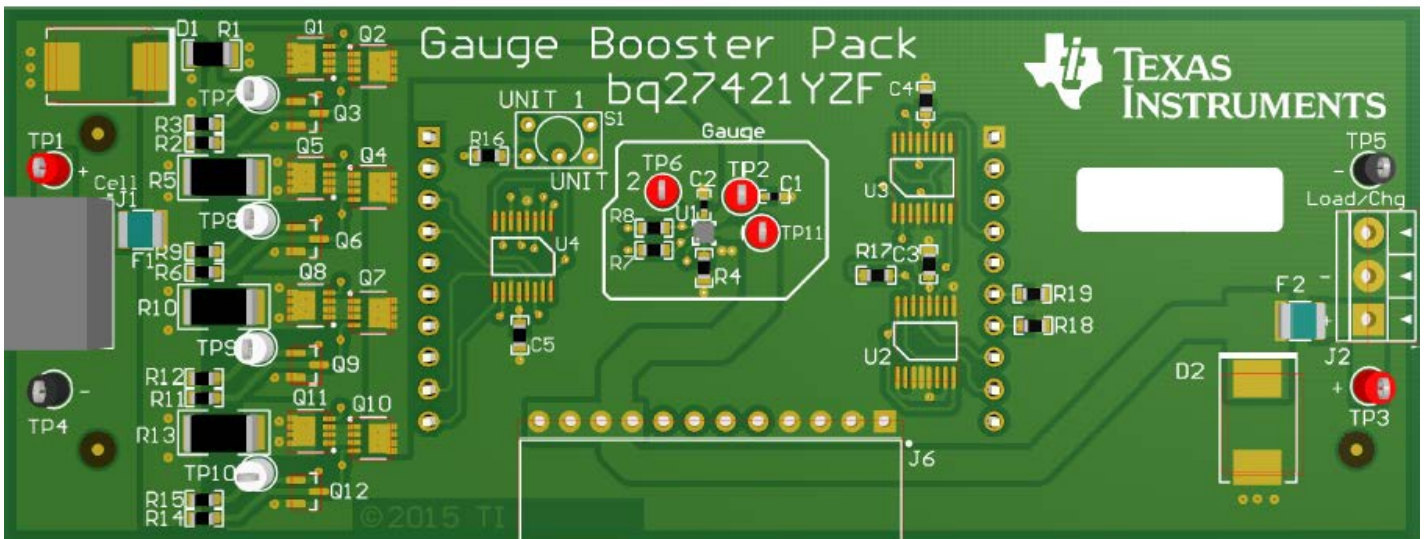 Gauge Booster Pack
bq27421YZF
TEXAS
INSTRUMENTS
D1
R1
Q1
Q2
TP7
Q3
R3
R2
TP1
+
Cell
J1
R5
Q5
Q4
TP8
Q6
F1
R9
R6
Q8
Q7
R10
TP9
Q9
R12
R11
Q11
Q10
TP4
-
R13
TP10
Q12
R15
R14
©2015 TI
UNIT 1
S1
R16
UNIT 2
U4
C5
Gauge
TP6
TP2
C2
C1
U1
R8
R7
TP11
R4
C4
U3
R17
C3
U2
R19
R18
J6
TP5
-
Load/Chg
-
+
F2
J2
D2
+
TP3